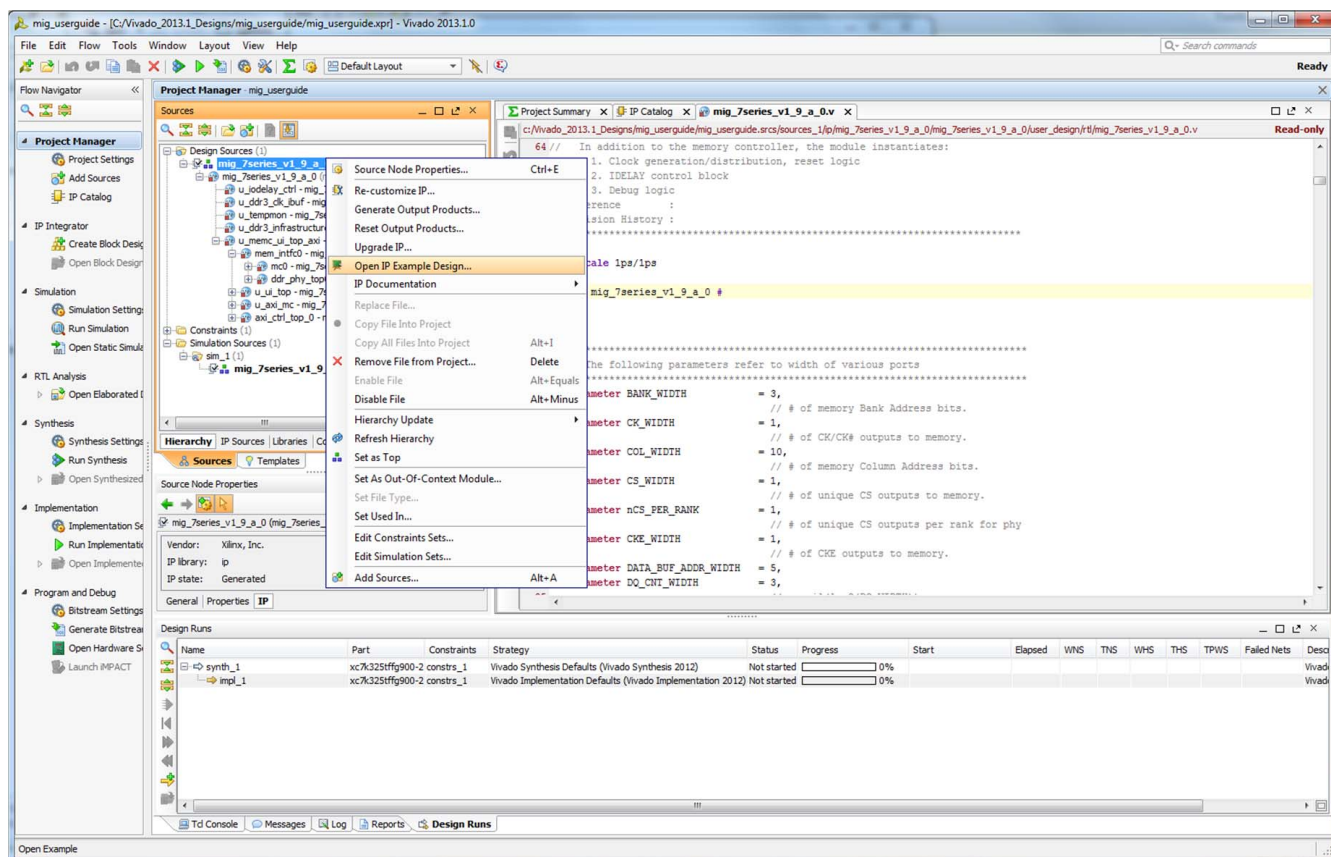 mig_userguide - [C:/Vivado_2013.1_Designs/mig_userguide/mig_userguide.xpr] - Vivado 2013.1.0
File Edit Flow Tools Window Layout View Help
Search commands
Default Layout
Ready
Flow Navigator
Project Manager
Project Settings
Add Sources
IP Catalog
IP Integrator
Create Block Desig
Open Block Design
Simulation
Simulation Settings
Run Simulation
Open Static Simula
RTL Analysis
Open Elaborated D
Synthesis
Synthesis Settings
Run Synthesis
Open Synthesized
Implementation
Implementation Se
Run Implementatio
Open Implemente
Program and Debug
Bitstream Settings
Generate Bitstrea
Open Hardware S
Launch iMPACT
Project Manager - mig_userguide
Sources
Design Sources (1)
mig_7series_v1_9_a_
mig_7series_v1_9_a_0 (
u_iodelay_ctrl - mig_
u_ddr3_clk_ibuf - mig
u_tempmon - mig_7se
u_ddr3_infrastructure
u_memc_ui_top_axi -
mem_intfc0 - mig_
mc0 - mig_7s
ddr_phy_top
u_ui_top - mig_7
u_axi_mc - mig_7
axi_ctrl_top_0 - r
Constraints (1)
Simulation Sources (1)
sim_1 (1)
mig_7series_v1_9_
Hierarchy IP Sources Libraries Co
Sources Templates
Source Node Properties
mig_7series_v1_9_a_0 (mig_7series_
Vendor: Xilinx, Inc.
IP library: ip
IP state: Generated
General Properties IP
Source Node Properties... Ctrl+E
Re-customize IP...
Generate Output Products...
Reset Output Products...
Upgrade IP...
Open IP Example Design...
IP Documentation
Replace File...
Copy File Into Project
Copy All Files Into Project Alt+I
Remove File from Project... Delete
Enable File Alt+Equals
Disable File Alt+Minus
Hierarchy Update
Refresh Hierarchy
Set as Top
Set As Out-Of-Context Module...
Set File Type...
Set Used In...
Edit Constraints Sets...
Edit Simulation Sets...
Add Sources... Alt+A
Project Summary IP Catalog mig_7series_v1_9_a_0.v
c:/Vivado_2013.1_Designs/mig_userguide/mig_userguide.srcs/sources_1/ip/mig_7series_v1_9_a_0/mig_7series_v1_9_a_0/user_design/rtl/mig_7series_v1_9_a_0.v Read-only
64 // In addition to the memory controller, the module instantiates:
1. Clock generation/distribution, reset logic
2. IDELAY control block
3. Debug logic
erence :
ision History :
*****************************************************************
cale 1ps/1ps
mig_7series_v1_9_a_0 #
*****************************************************************
The following parameters refer to width of various ports
*****************************************************************
ameter BANK_WIDTH = 3,
// # of memory Bank Address bits.
ameter CK_WIDTH = 1,
// # of CK/CK# outputs to memory.
ameter COL_WIDTH = 10,
// # of memory Column Address bits.
ameter CS_WIDTH = 1,
// # of unique CS outputs to memory.
ameter nCS_PER_RANK = 1,
// # of unique CS outputs per rank for phy
ameter CKE_WIDTH = 1,
// # of CKE outputs to memory.
ameter DATA_BUF_ADDR_WIDTH = 5,
ameter DQ_CNT_WIDTH = 3,
Design Runs
Name Part Constraints Strategy Status Progress Start Elapsed WNS TNS WHS THS TPWS Failed Nets Desc
synth_1 xc7k325tffg900-2 constrs_1 Vivado Synthesis Defaults (Vivado Synthesis 2012) Not started 0% Vivad
impl_1 xc7k325tffg900-2 constrs_1 Vivado Implementation Defaults (Vivado Implementation 2012) Not started 0% Vivad
Tcl Console Messages Log Reports Design Runs
Open Example